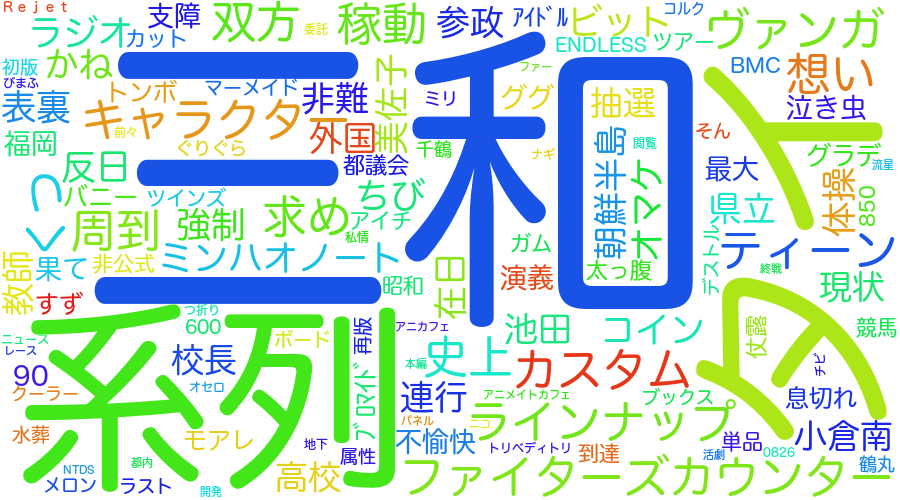 Ｒｅｊｅｔ
支障
双方
委託
稼動
参政
ｱｲﾄﾞﾙ
ビット
コルク
ヴァンガ
ラジオ
カット
ENDLESS
ツアー
初版
かね
三和
美佐子
ファー
BMC
想い
ぴまふ
トンボ
マーメイド
非難
ミリ
ググ
抽選
泣き虫
表裏
キャラクタ
前々
外国
朝鮮半島
閲覧
そん
福岡
ぐりぐら
都議会
千鶴
ナギ
オマケ
最大
グラデ
流星
反日
ちび
バニー
ツインズ
アイチ
体操
850
つく
周到
強制
求め
私情
ガム
県立
ティーン
教師
果て
非公式
ミンハオノート
在日
演義
太っ腹
デストル
終戦
現状
すず
昭和
つ折り
600
系列
再版
アニカフェ
池田
コイン
仗露
競馬
ニュース
レース
ボード
校長
史上
本編
カスタム
チビ
90
オセロ
ﾌﾞﾛﾏｲﾄﾞ
クーラー
連行
アニメイトカフェ
ブックス
息切れ
水葬
モアレ
地下
パネル
ニコ
ラインナップ
小倉南
不愉快
トリペディトリ
到達
単品
都内
属性
NTDS
高校
活劇
0826
メロン
ラスト
開発
ファイターズカウンター
鶴丸